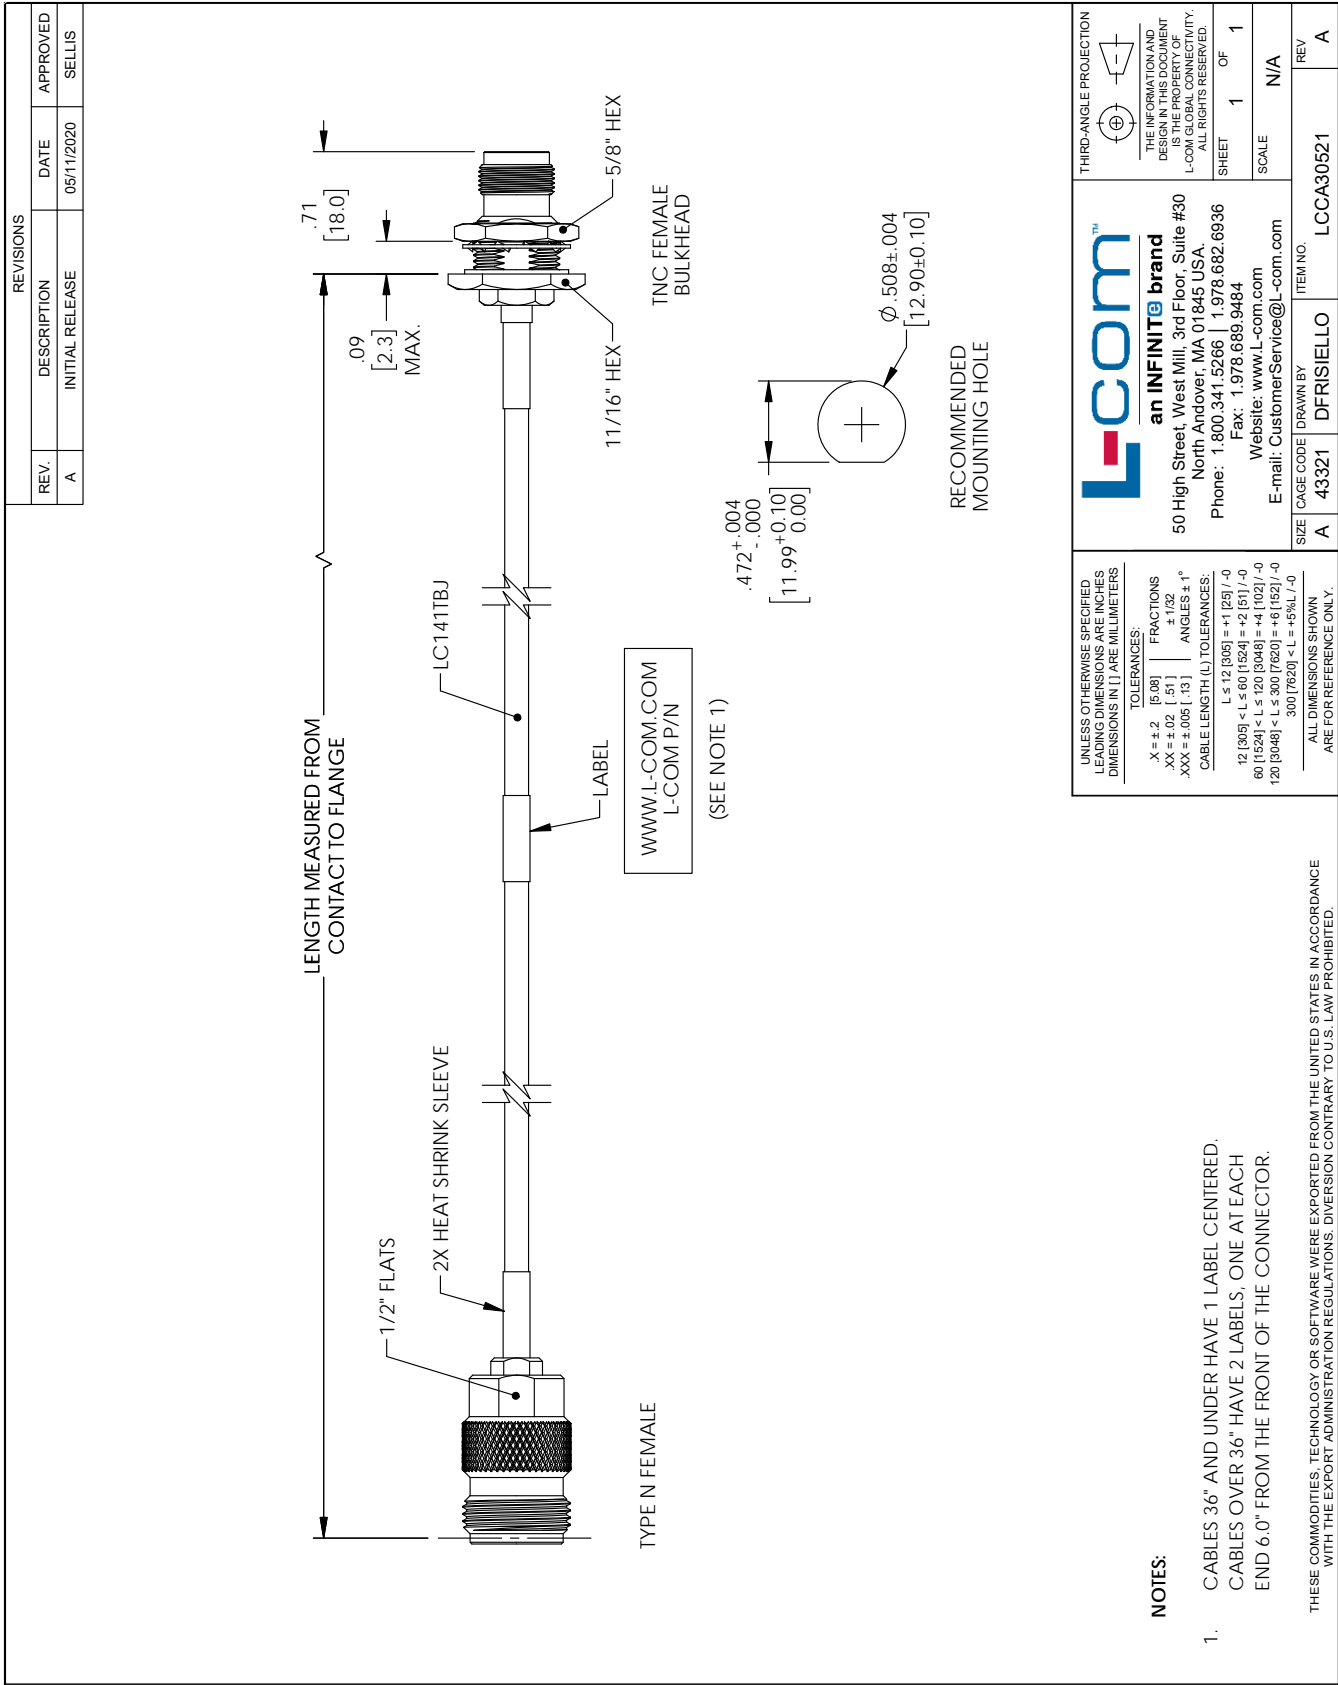 REVISIONS
REV. DESCRIPTION DATE APPROVED
A INITIAL RELEASE 05/11/2020 SELLIS
LENGTH MEASURED FROM
CONTACT TO FLANGE
.71
[18.0]
.09
[2.3]
MAX.
1/2" FLATS
2X HEAT SHRINK SLEEVE
LC141TBJ
LABEL
WWW.L-COM.COM
L-COM P/N
(SEE NOTE 1)
11/16" HEX
5/8" HEX
TYPE N FEMALE
TNC FEMALE
BULKHEAD
.472+.004
-.000
[11.99+0.10
0.00]
Ø.508±.004
[12.90±0.10]
RECOMMENDED
MOUNTING HOLE
NOTES:
1. CABLES 36" AND UNDER HAVE 1 LABEL CENTERED.
CABLES OVER 36" HAVE 2 LABELS, ONE AT EACH
END 6.0" FROM THE FRONT OF THE CONNECTOR.
THESE COMMODITIES, TECHNOLOGY OR SOFTWARE WERE EXPORTED FROM THE UNITED STATES IN ACCORDANCE
WITH THE EXPORT ADMINISTRATION REGULATIONS. DIVERSION CONTRARY TO U.S. LAW PROHIBITED.
UNLESS OTHERWISE SPECIFIED
LEADING DIMENSIONS ARE INCHES
DIMENSIONS IN [ ] ARE MILLIMETERS
TOLERANCES:
.X = ±.2 [5.08] FRACTIONS
.XX = ±.02 [.51] ± 1/32
.XXX = ±.005 [.13] ANGLES ± 1°
CABLE LENGTH (L) TOLERANCES:
L ≤ 12 [305] = +1 [25] / -0
12 [305] < L ≤ 60 [1524] = +2 [51] / -0
60 [1524] < L ≤ 120 [3048] = +4 [102] / -0
120 [3048] < L ≤ 300 [7620] = +6 [152] / -0
300 [7620] < L = +5%L / -0
ALL DIMENSIONS SHOWN
ARE FOR REFERENCE ONLY.
L-com™
an INFINITe brand
50 High Street, West Mill, 3rd Floor, Suite #30
North Andover, MA 01845 USA.
Phone: 1.800.341.5266 | 1.978.682.6936
Fax: 1.978.689.9484
Website: www.L-com.com
E-mail: CustomerService@L-com.com
THIRD-ANGLE PROJECTION
THE INFORMATION AND
DESIGN IN THIS DOCUMENT
IS THE PROPERTY OF
L-COM GLOBAL CONNECTIVITY.
ALL RIGHTS RESERVED.
SHEET 1 OF 1
SCALE N/A
SIZE A
CAGE CODE 43321
DRAWN BY DFRISIELLO
ITEM NO. LCCA30521
REV A